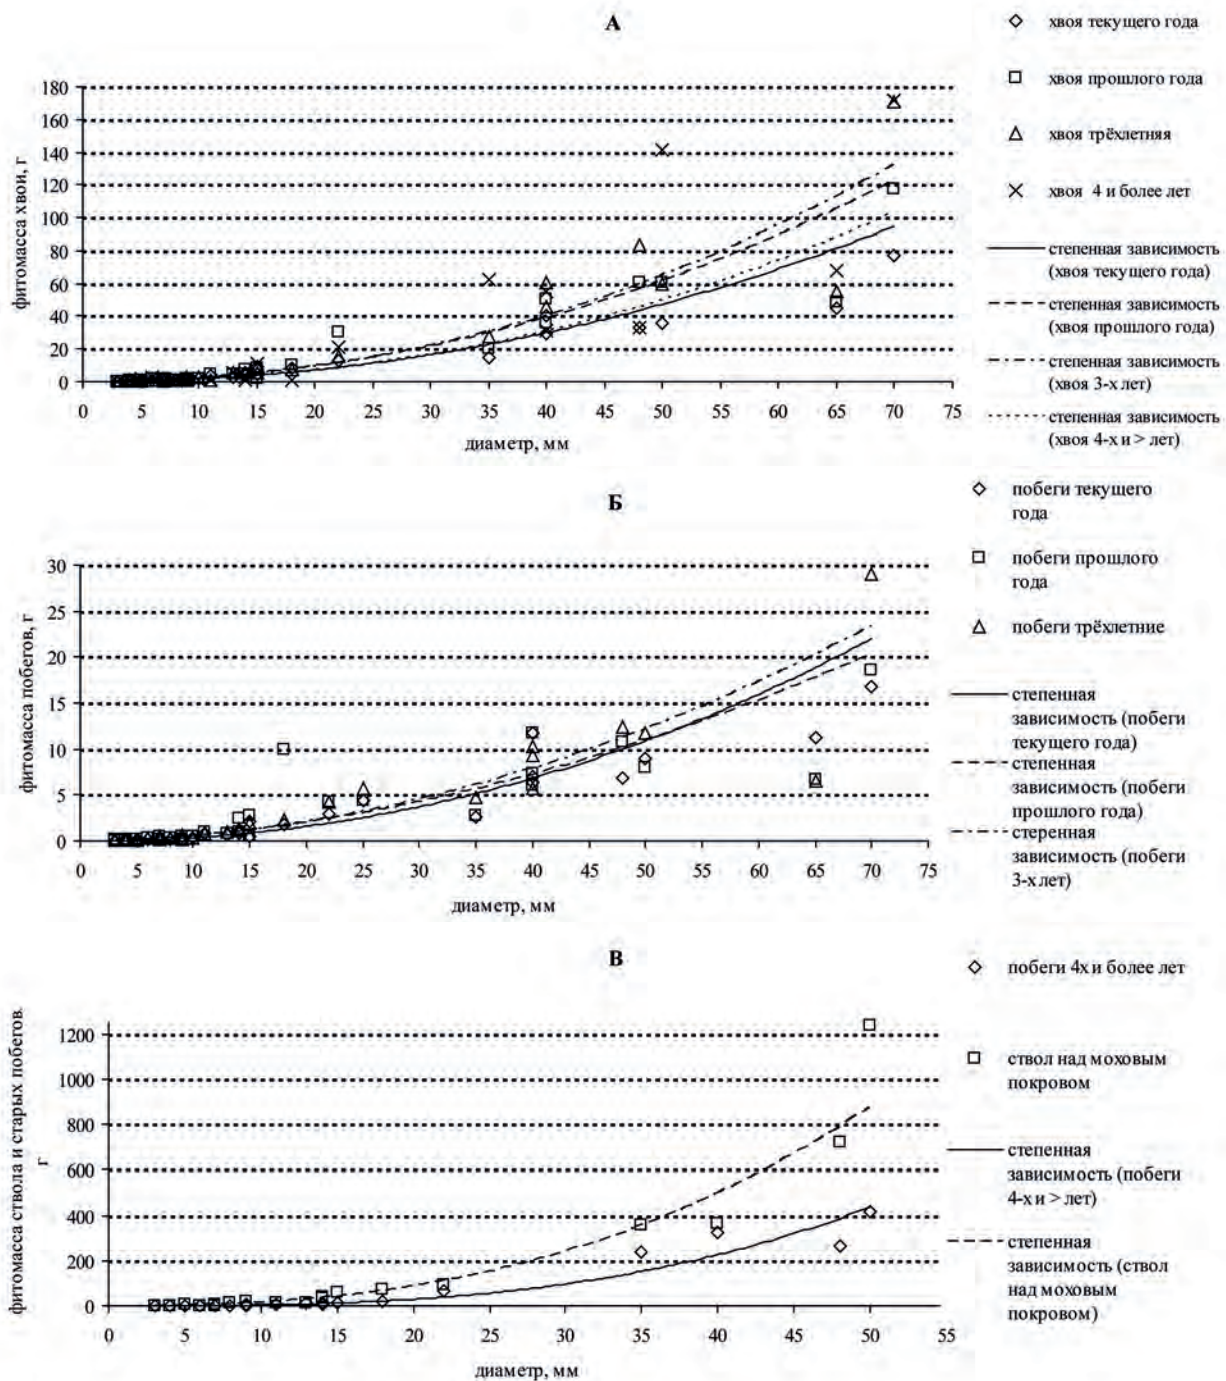 А
хвоя текущего года
хвоя прошлого года
хвоя трёхлетняя
хвоя 4 и более лет
степенная зависимость
(хвоя текущего года)
степенная зависимость
(хвоя прошлого года)
степенная зависимость
(хвоя 3-х лет)
степенная зависимость
(хвоя 4-х и > лет)
фитомасса хвои, г
180
160
140
120
100
80
60
40
20
0
0 5 10 15 20 25 30 35 40 45 50 55 60 65 70 75
диаметр, мм
Б
побеги текущего
года
побеги прошлого
года
побеги трёхлетние
степенная
зависимость (побеги
текущего года)
степенная
зависимость (побеги
прошлого года)
стеренная
зависимость (побеги
3-х лет)
фитомасса побегов, г
30
25
20
15
10
5
0
0 5 10 15 20 25 30 35 40 45 50 55 60 65 70 75
диаметр, мм
В
побеги 4х и более лет
ствол над моховым
покровом
степенная
зависимость (побеги
4-х и > лет)
степенная
зависимость (ствол
над моховым
покровом)
фитомасса ствола и старых побегов,
г
1200
1000
800
600
400
200
0
0 5 10 15 20 25 30 35 40 45 50 55
диаметр, мм